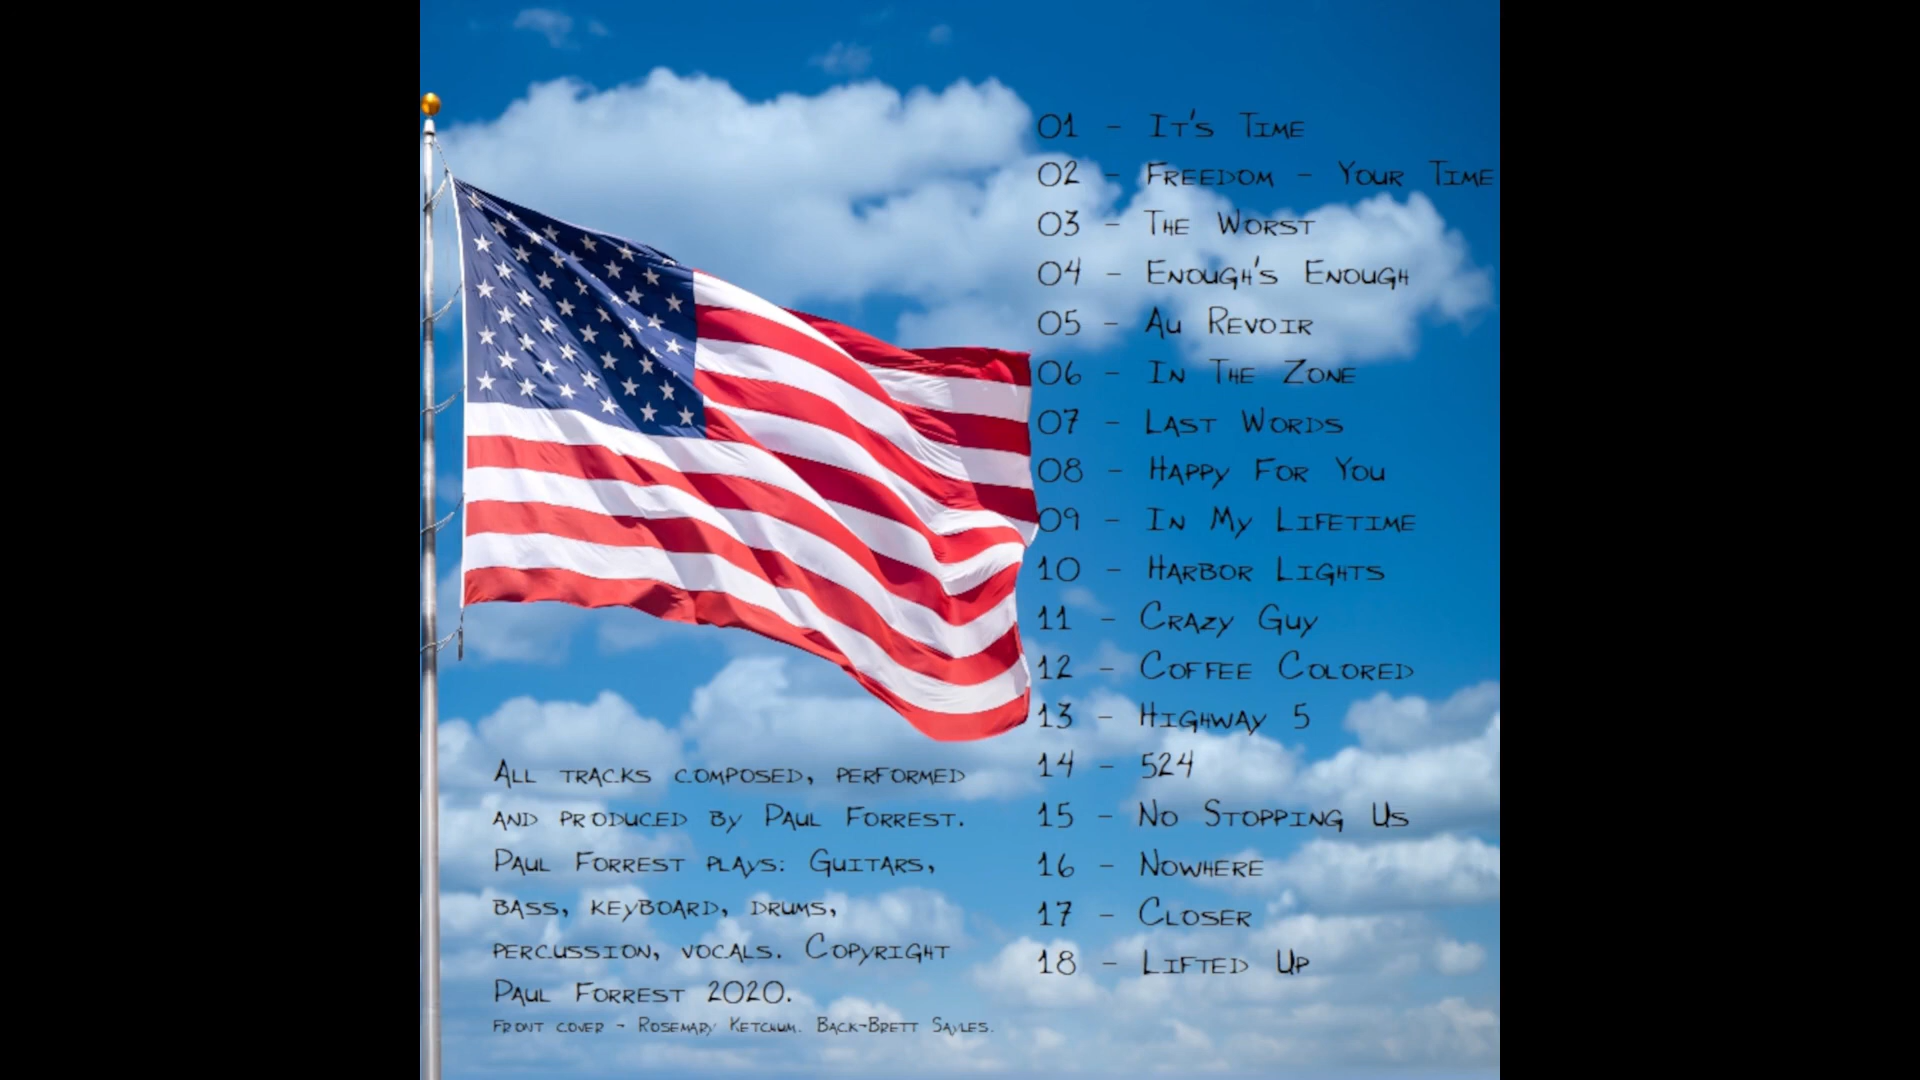 01 - It's Time
02 - Freedom - Your Time
03 - The Worst
04 - Enough's Enough
05 - Au Revoir
06 - In The Zone
07 - Last Words
08 - Happy For You
09 - In My Lifetime
10 - Harbor Lights
11 - Crazy Guy
12 - Coffee Colored
13 - Highway 5
14 - 524
15 - No Stopping Us
16 - Nowhere
17 - Closer
18 - Lifted Up
All tracks composed, performed
and produced by Paul Forrest.
Paul Forrest plays: Guitars,
bass, keyboard, drums,
percussion, vocals. Copyright
Paul Forrest 2020.
Front cover - Rosemary Ketchum. Back-Brett Sayles.